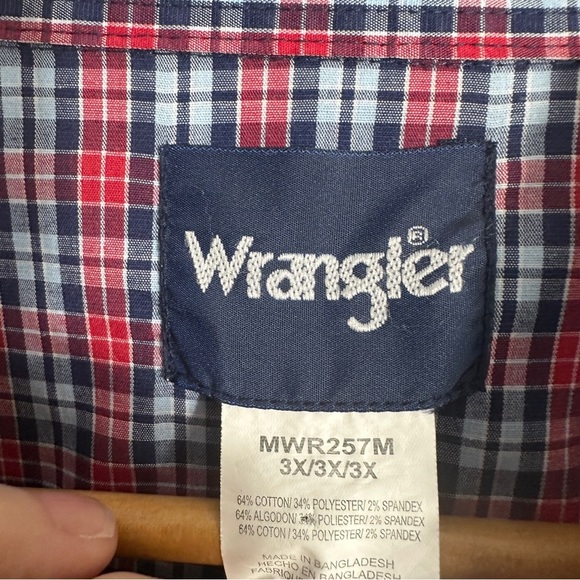 Wrangler®
MWR257M
3X/3X/3X
64% COTTON/ 34% POLYESTER/ 2% SPANDEX
64% ALGODON/ 34% POLIESTER/ 2% SPANDEX
64% COTON/ 34% POLYESTER/ 2% SPANDEX
MADE IN BANGLADESH
HECHO EN BANGLADESH
BANGLADESH